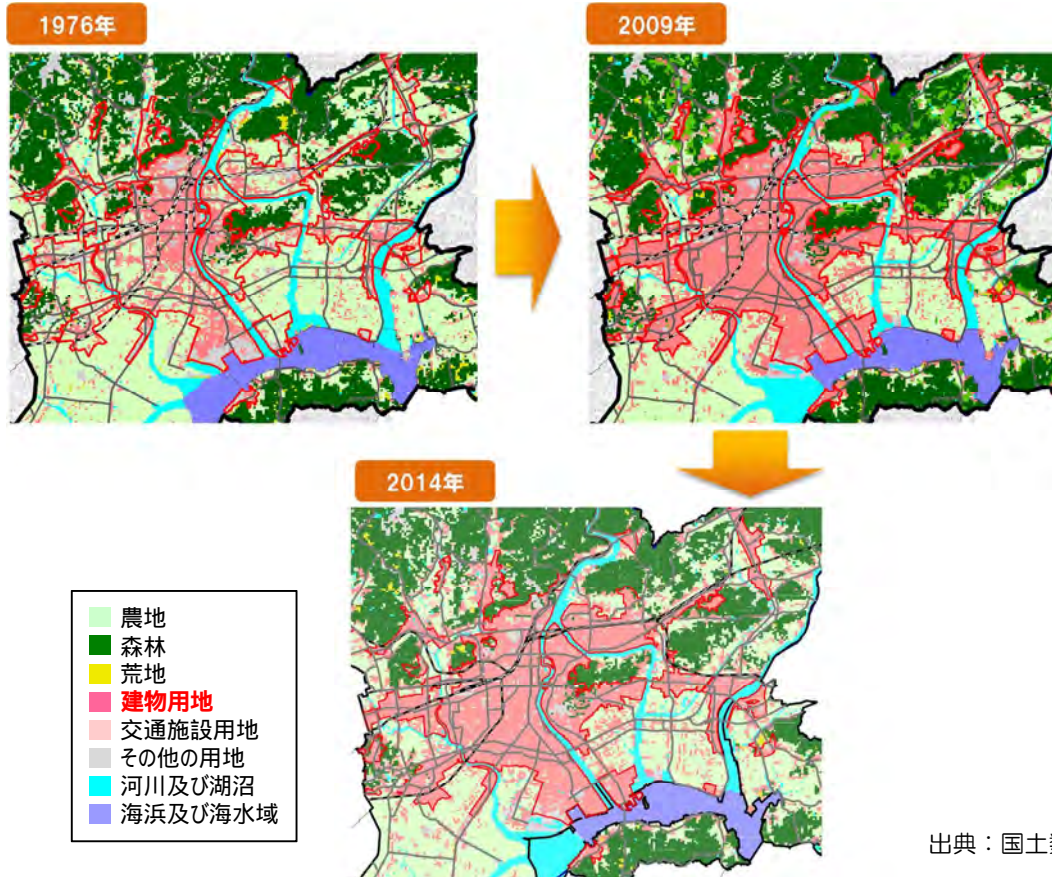 1976年
2009年
2014年
農地
森林
荒地
建物用地
交通施設用地
その他の用地
河川及び湖沼
海浜及び海水域
出典：国土